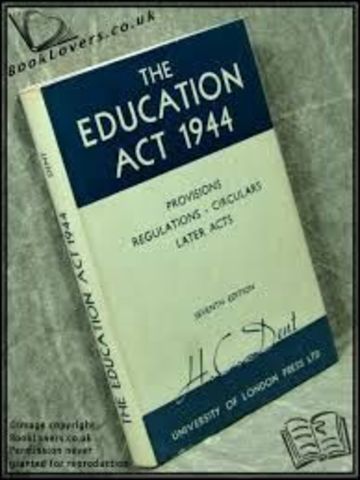 BookLovers.co.uk
THE
EDUCATION
ACT 1944
PROVISIONS
REGULATIONS - CIRCULARS
LATER ACTS
SEVENTH EDITION
H. C. Dent
UNIVERSITY OF LONDON PRESS LTD
DENT
THE EDUCATION ACT 1944
©image copyright
BookLovers.co.uk
Permission never
granted for reproduction